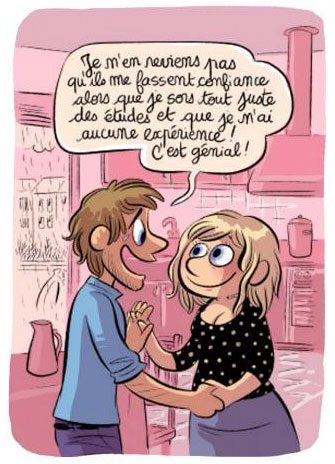 Je n'en reviens pas
qu'ils me fassent confiance
alors que je sors tout juste
des études et que je n'ai
aucune expérience !
C'est génial !